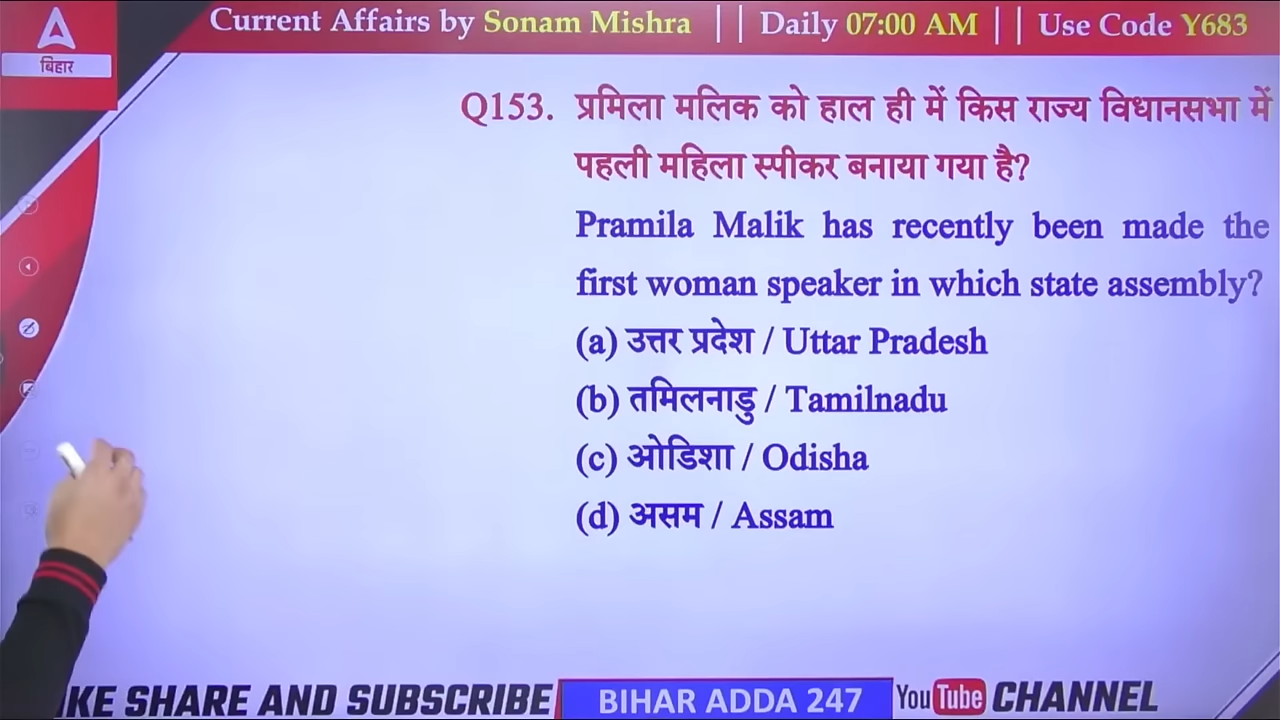 Current Affairs by Sonam Mishra || Daily 07:00 AM || Use Code Y683
A
बिहार
Q153. प्रमिला मलिक को हाल ही में किस राज्य विधानसभा में
पहली महिला स्पीकर बनाया गया है?
Pramila Malik has recently been made the
first woman speaker in which state assembly?
(a) उत्तर प्रदेश / Uttar Pradesh
(b) तमिलनाडु / Tamilnadu
(c) ओडिशा / Odisha
(d) असम / Assam
KE SHARE AND SUBSCRIBE BIHAR ADDA 247 YouTube CHANNEL